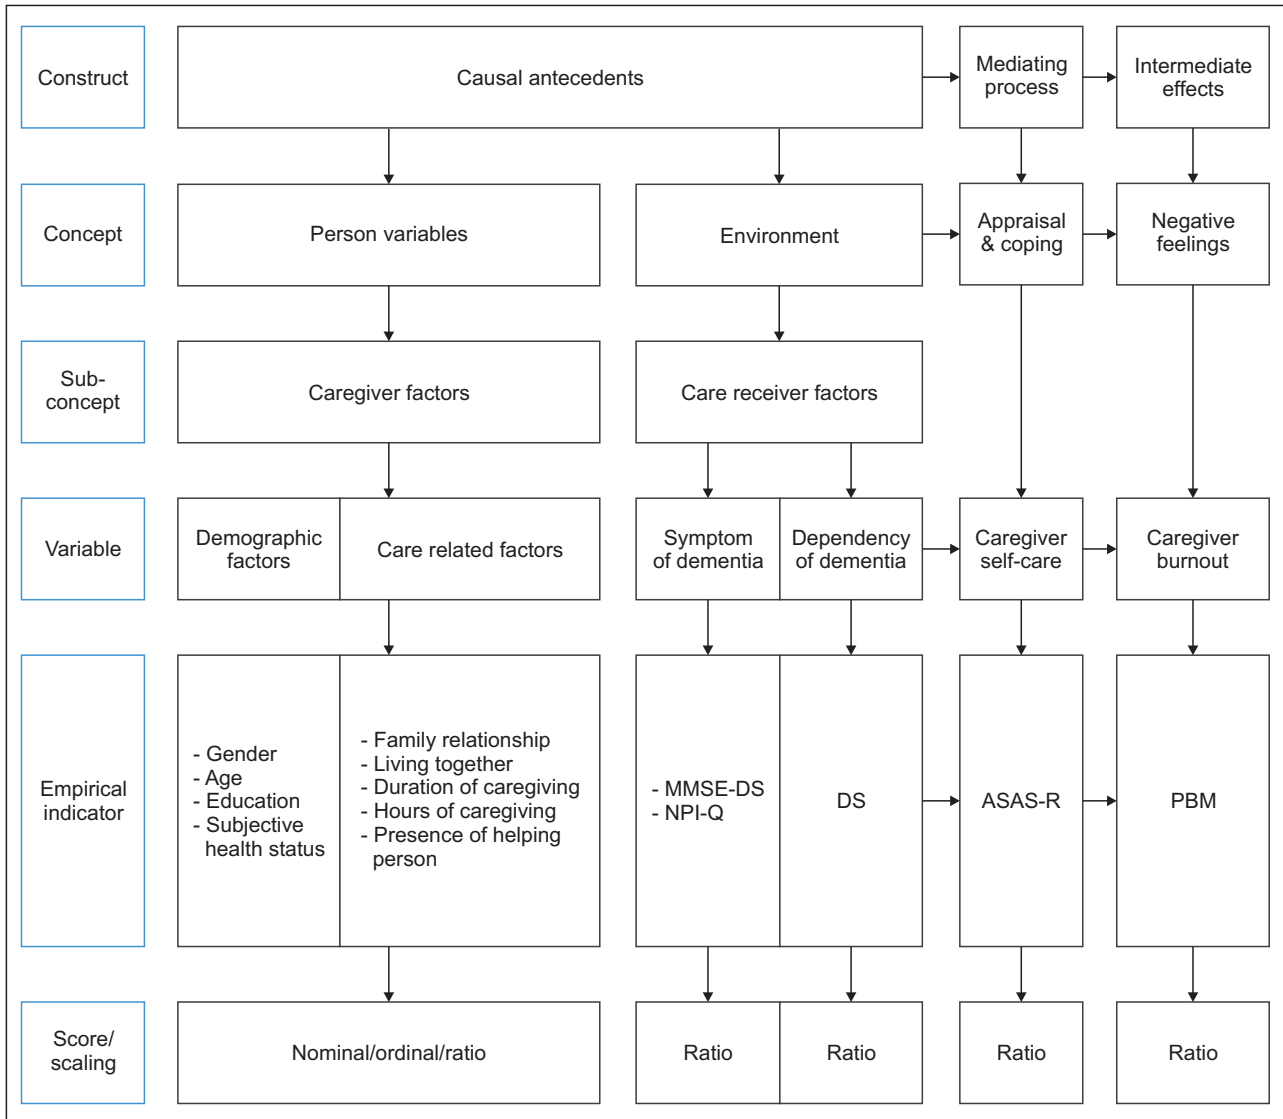 Construct
Causal antecedents
Mediating
process
Intermediate
effects
Concept
Person variables
Environment
Appraisal
& coping
Negative
feelings
Sub-
concept
Caregiver factors
Care receiver factors
Variable
Demographic
factors
Care related factors
Symptom
of dementia
Dependency
of dementia
Caregiver
self-care
Caregiver
burnout
Empirical
indicator
- Gender
- Age
- Education
- Subjective
health status
- Family relationship
- Living together
- Duration of caregiving
- Hours of caregiving
- Presence of helping
person
- MMSE-DS
- NPI-Q
DS
ASAS-R
PBM
Score/
scaling
Nominal/ordinal/ratio
Ratio
Ratio
Ratio
Ratio